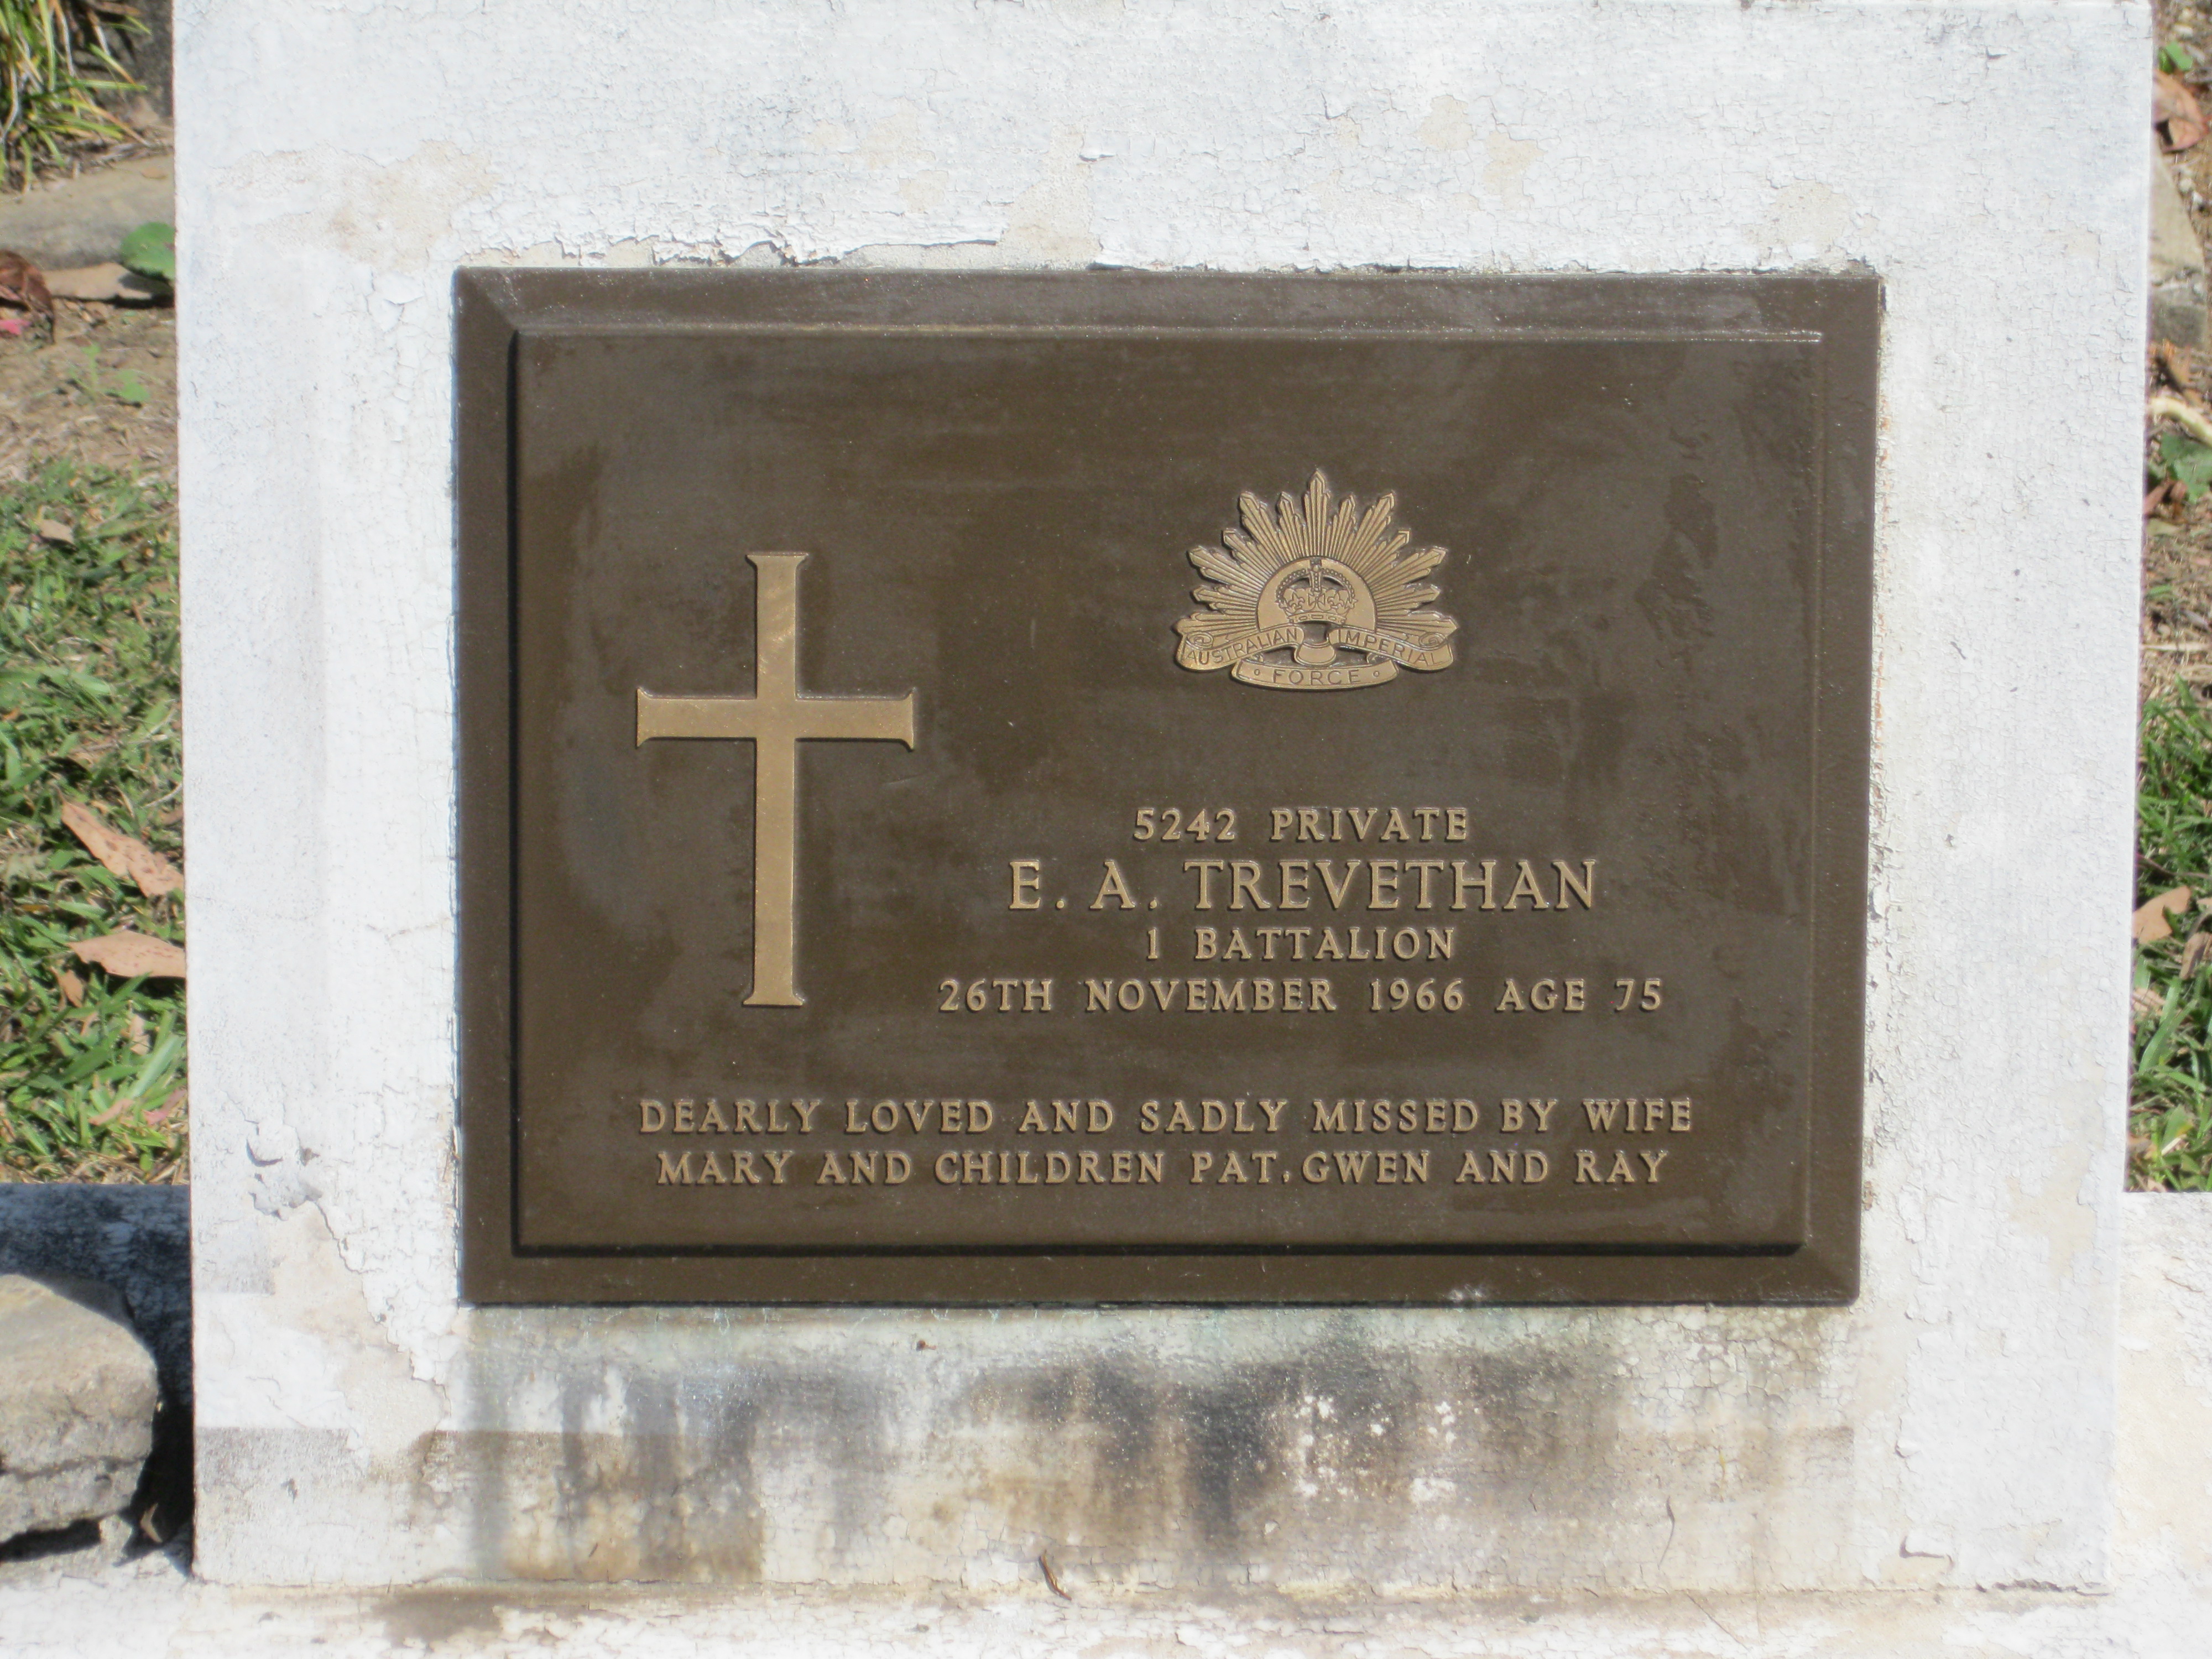 AUSTRALIAN IMPERIAL
FORCE
5242 PRIVATE
E. A. TREVETHAN
1 BATTALION
26TH NOVEMBER 1966 AGE 75
DEARLY LOVED AND SADLY MISSED BY WIFE
MARY AND CHILDREN PAT, GWEN AND RAY